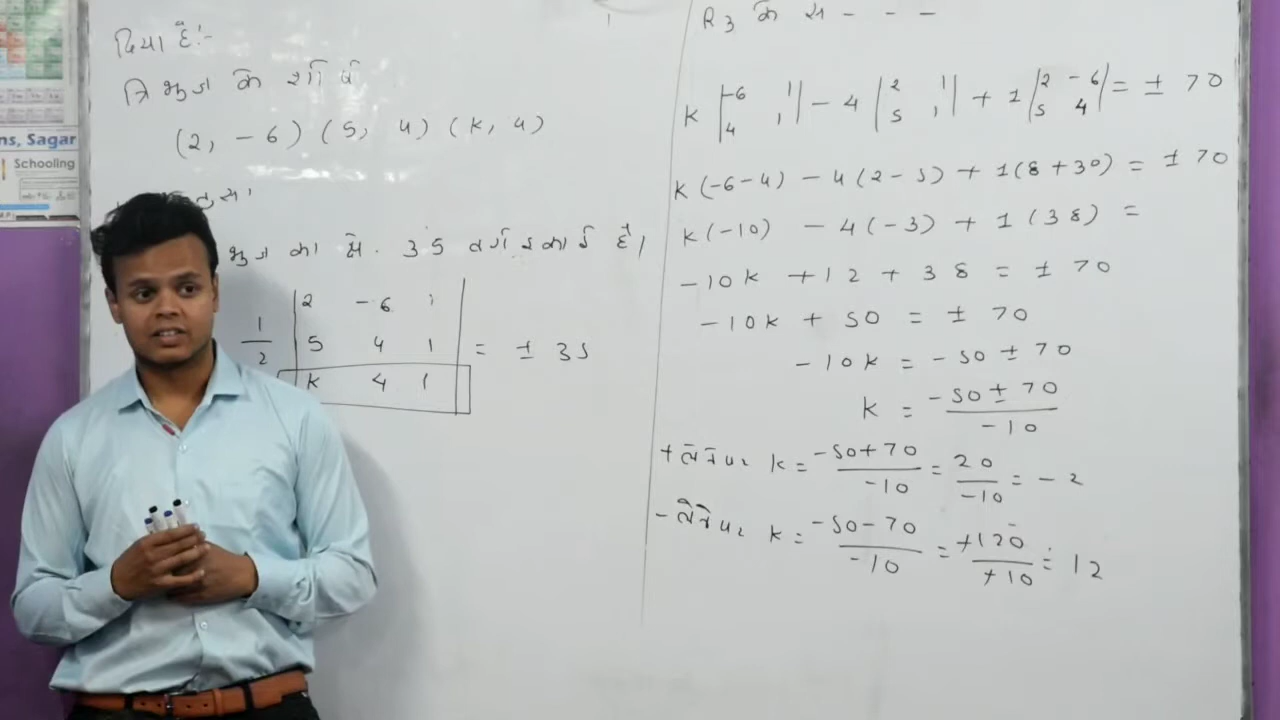 ns, Sagar
Schooling
दिया है:-
त्रिभुज के शीर्ष
(2, -6) (5, 4) (k, 4)
भुज का क्षे. 35 वर्ग इकाई है।
1/2 | 2 -6 1 |
| 5 4 1 | = ± 35
| k 4 1 |
R3 के स - - -
k |-6 1; 4 1| - 4 |2 1; 5 1| + 1 |2 -6; 5 4| = ± 70
k (-6-4) - 4 (2-5) + 1(8+30) = ± 70
k(-10) - 4(-3) + 1(38) =
-10k + 12 + 38 = ± 70
-10k + 50 = ± 70
-10k = -50 ± 70
k = (-50 ± 70)/-10
+ लेने पर k = (-50+70)/-10 = 20/-10 = -2
- लेने पर k = (-50-70)/-10 = +120/+10 = 12